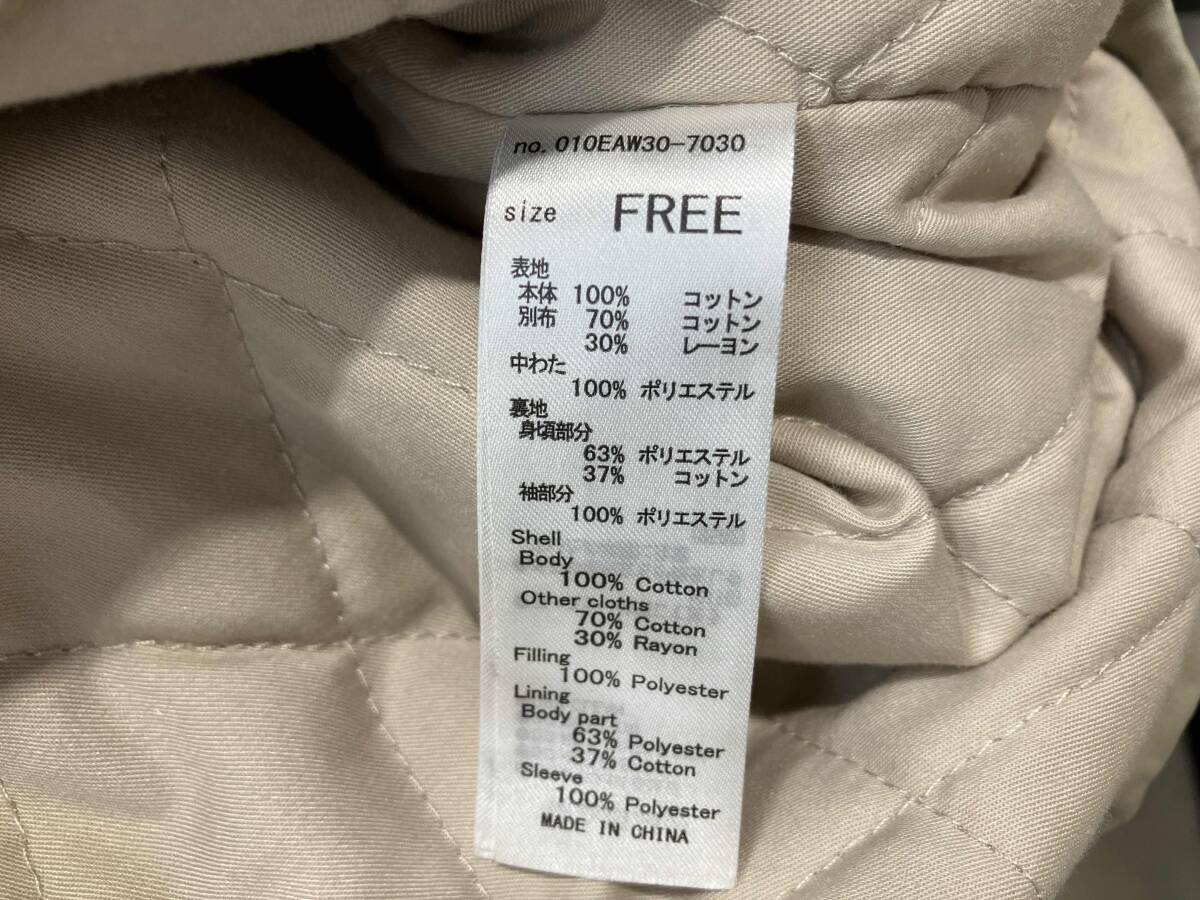 no. 010EAW30-7030
size FREE
表地
本体 100% コットン
別布 70% コットン
30% レーヨン
中わた
100% ポリエステル
裏地
身頃部分
63% ポリエステル
37% コットン
袖部分
100% ポリエステル
Shell
Body
100% Cotton
Other cloths
70% Cotton
30% Rayon
Filling
100% Polyester
Lining
Body part
63% Polyester
37% Cotton
Sleeve
100% Polyester
MADE IN CHINA